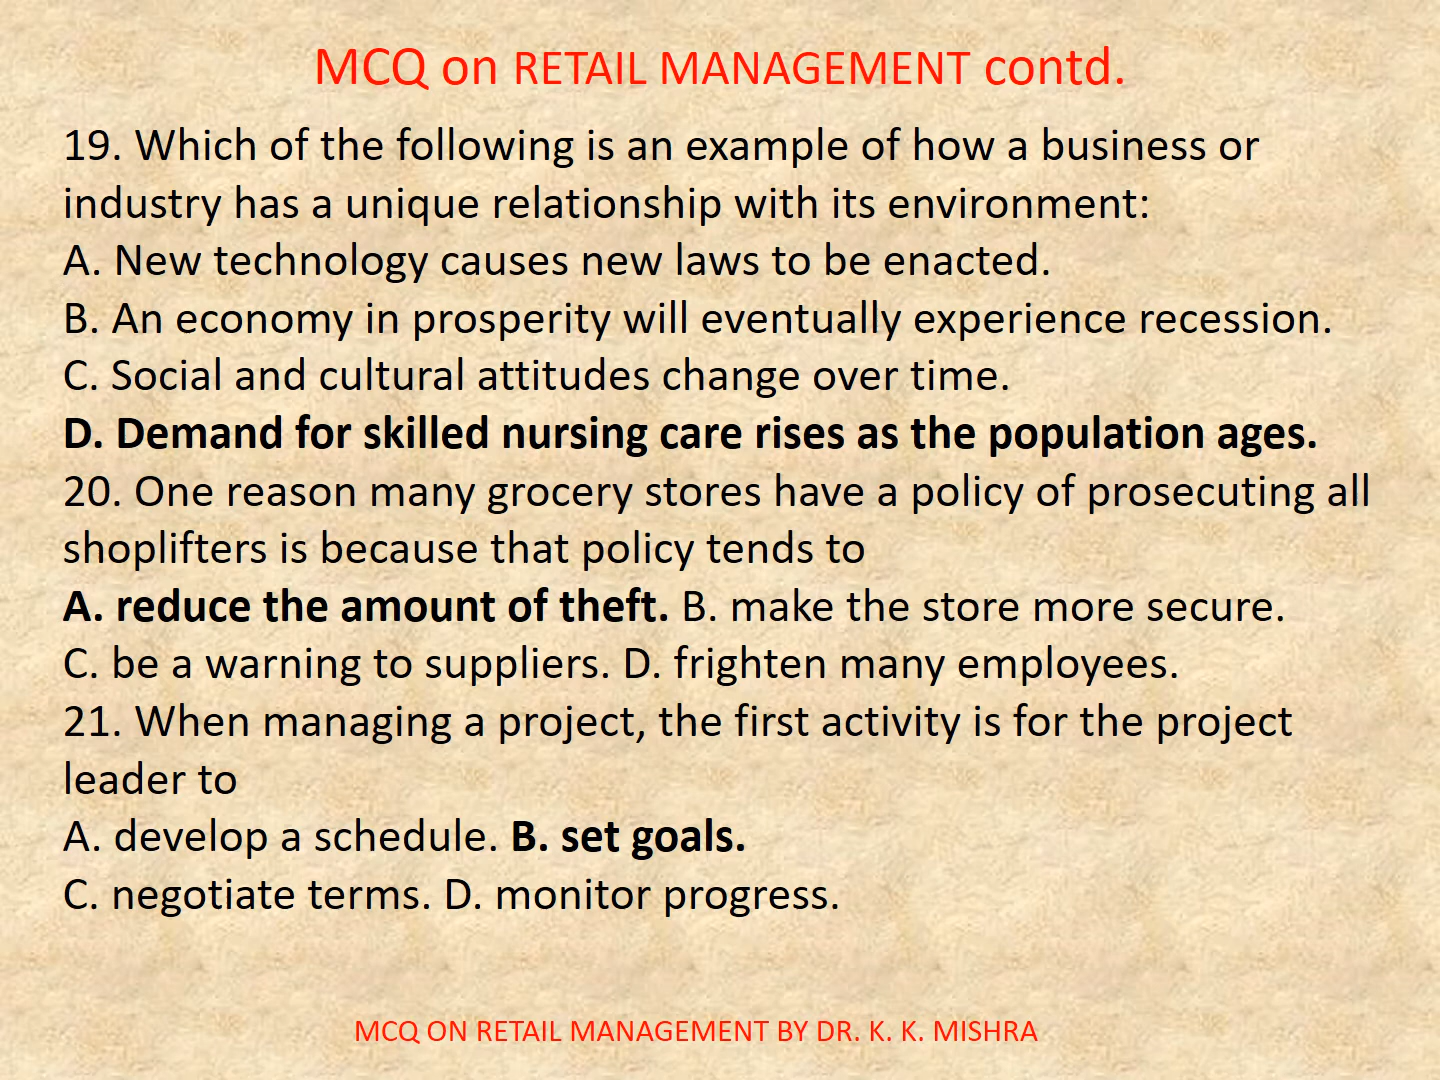 MCQ on RETAIL MANAGEMENT contd.
19. Which of the following is an example of how a business or
industry has a unique relationship with its environment:
A. New technology causes new laws to be enacted.
B. An economy in prosperity will eventually experience recession.
C. Social and cultural attitudes change over time.
D. Demand for skilled nursing care rises as the population ages.
20. One reason many grocery stores have a policy of prosecuting all
shoplifters is because that policy tends to
A. reduce the amount of theft. B. make the store more secure.
C. be a warning to suppliers. D. frighten many employees.
21. When managing a project, the first activity is for the project
leader to
A. develop a schedule. B. set goals.
C. negotiate terms. D. monitor progress.
MCQ ON RETAIL MANAGEMENT BY DR. K. K. MISHRA